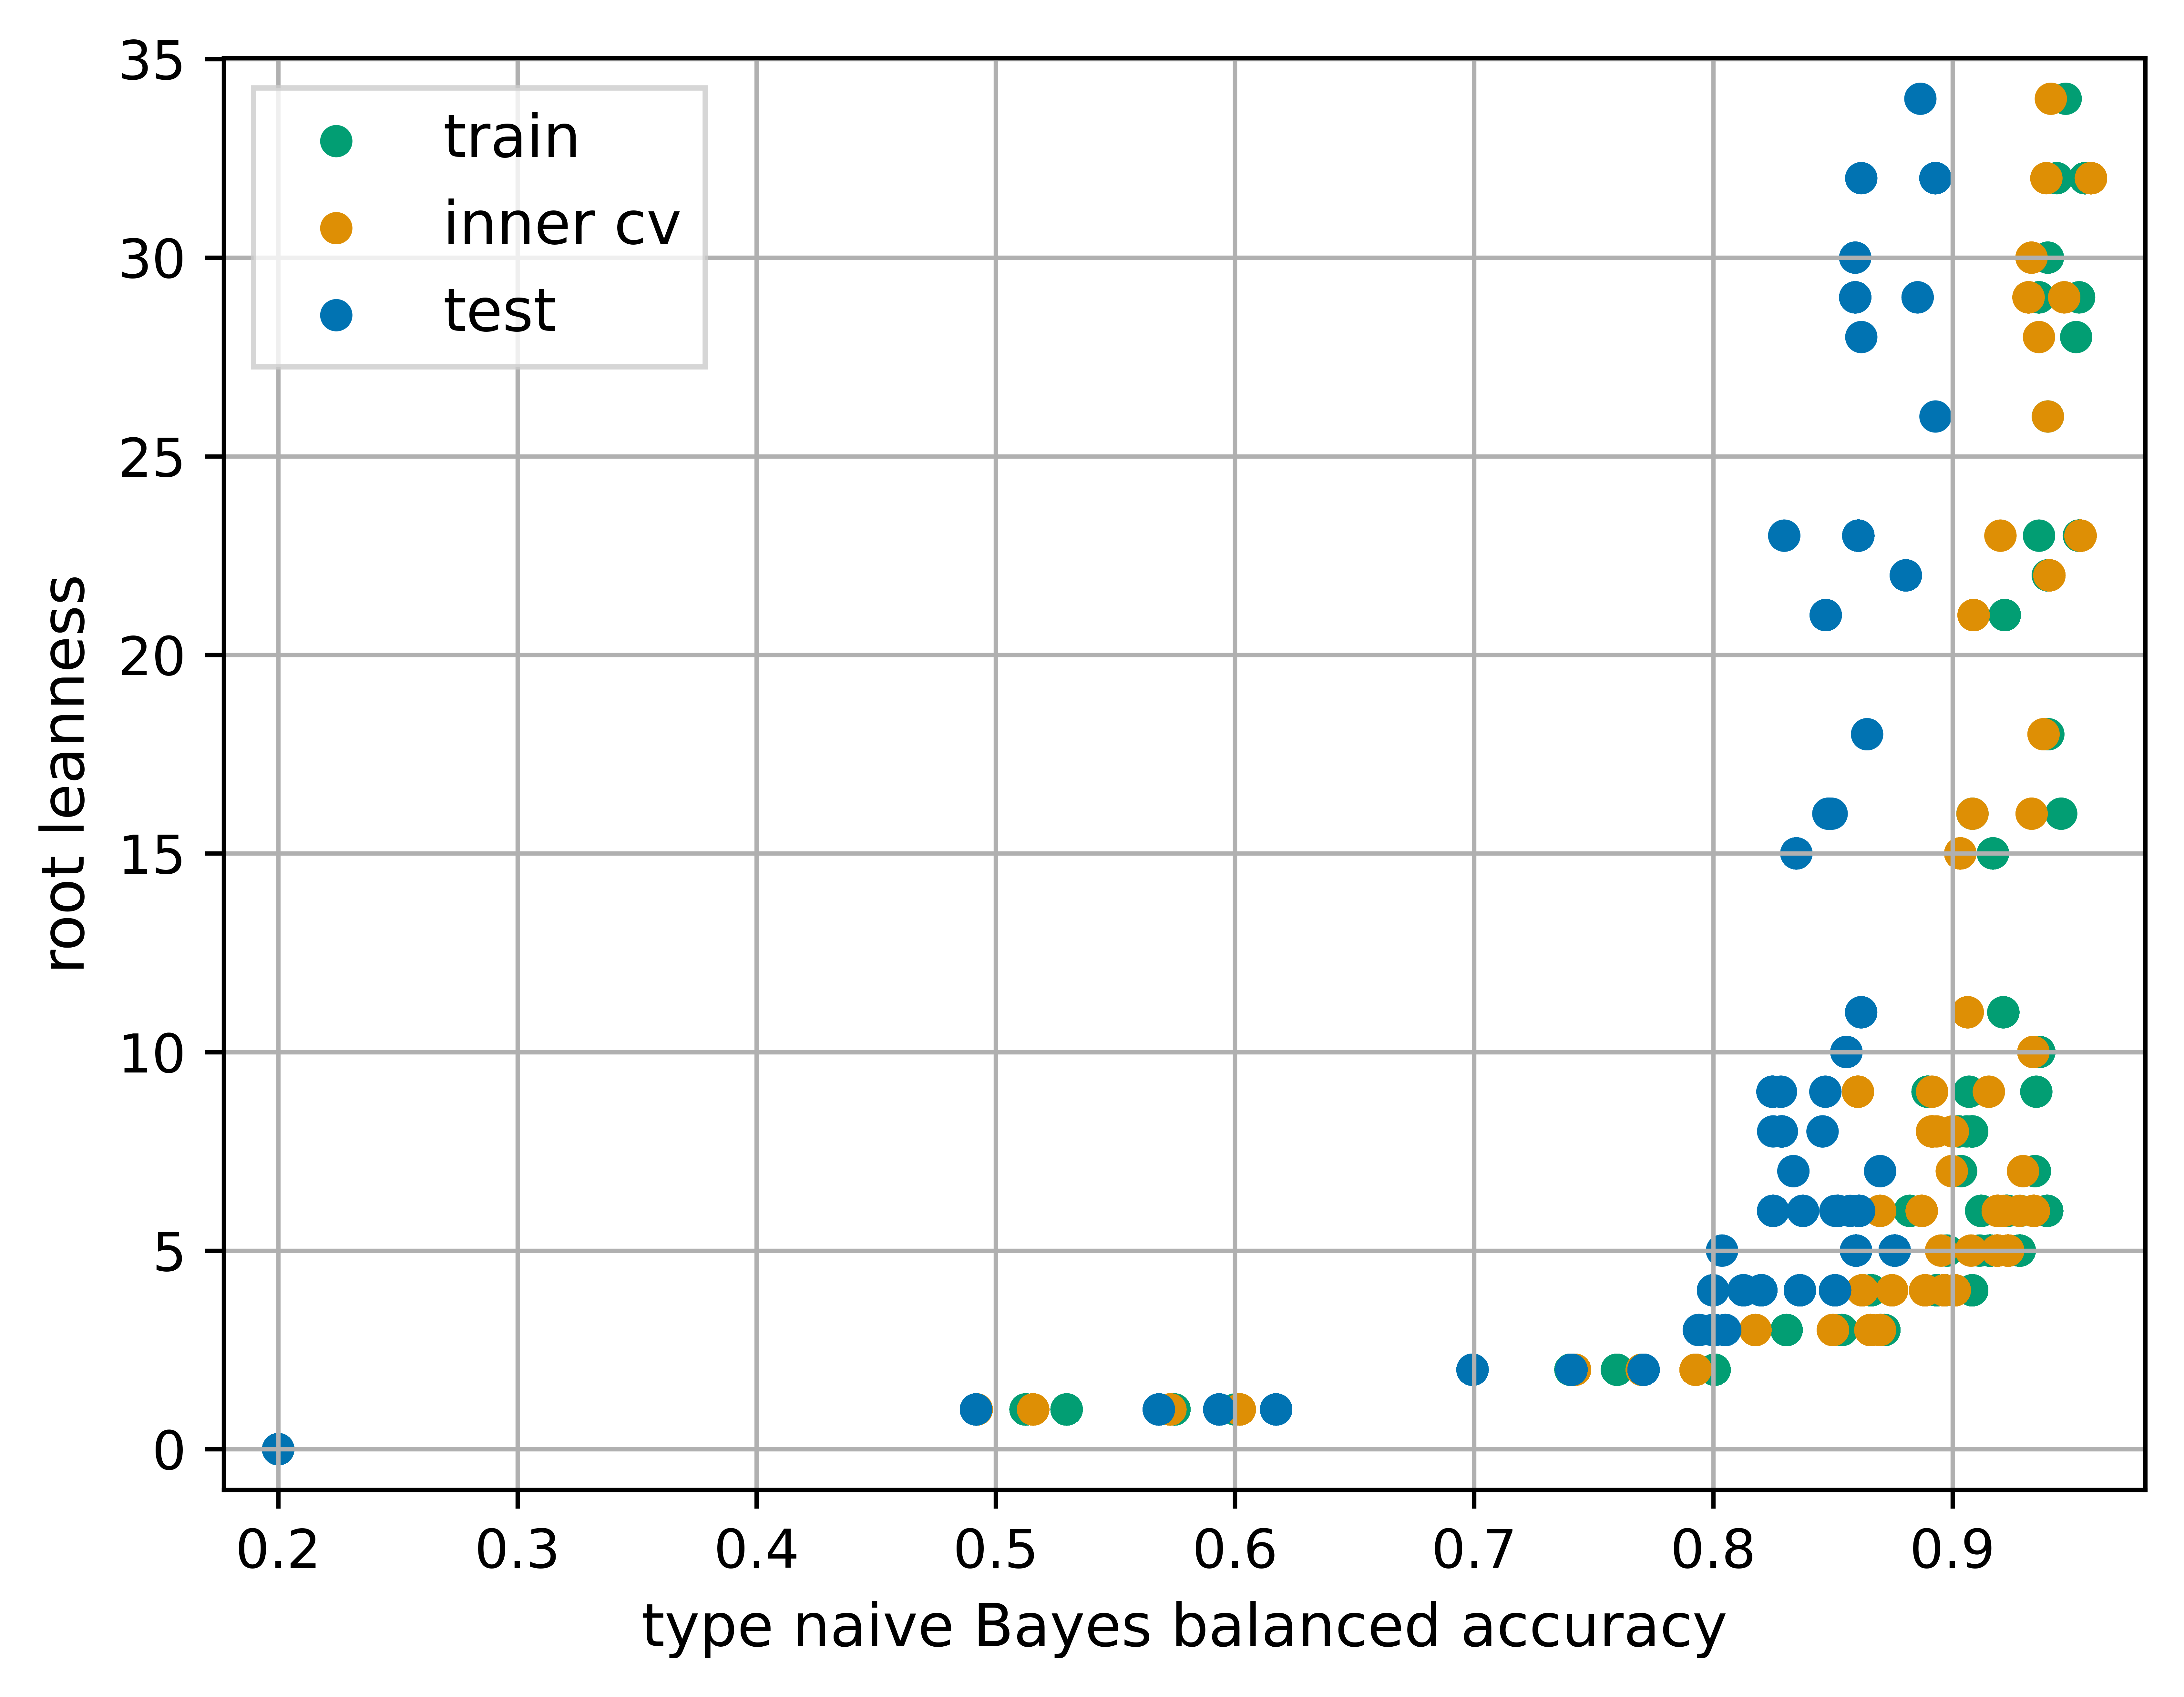 35
30
25
20
15
10
5
0
root leanness
train
inner cv
test
0.2 0.3 0.4 0.5 0.6 0.7 0.8 0.9
type naive Bayes balanced accuracy